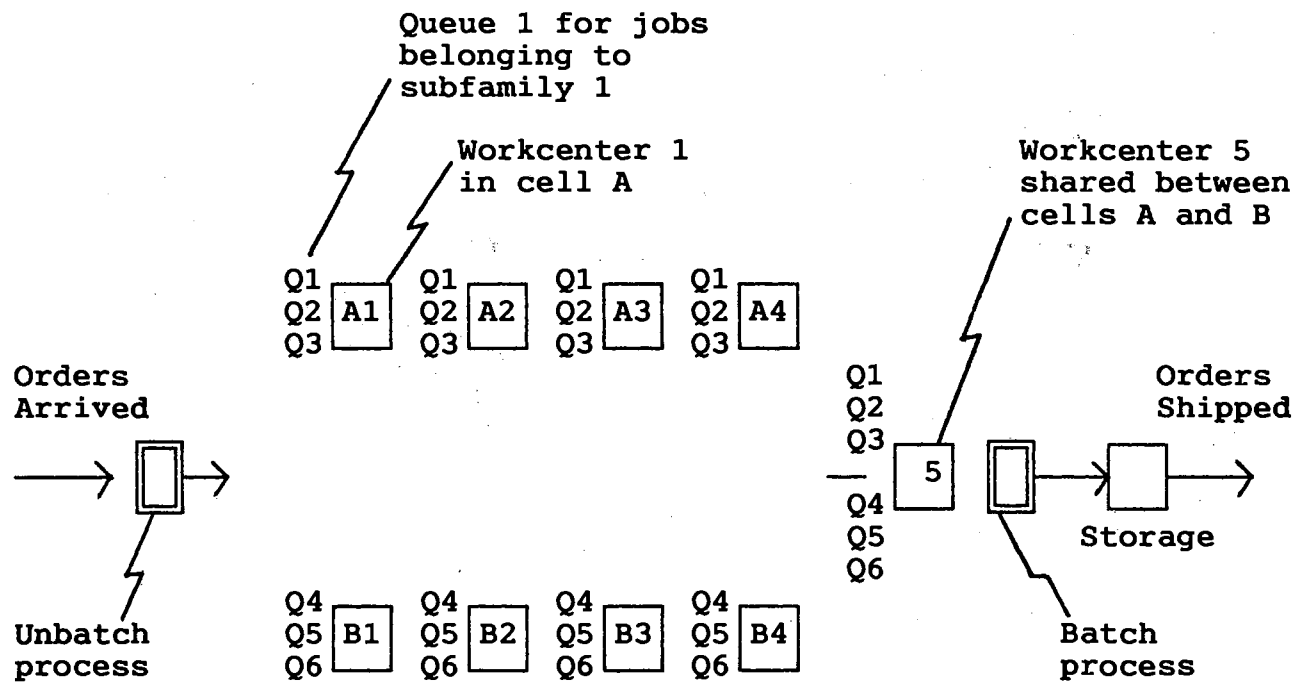 Queue 1 for jobs
belonging to
subfamily 1
Workcenter 1
in cell A
Workcenter 5
shared between
cells A and B
Q1 Q1 Q1 Q1
Q2 A1 Q2 A2 Q2 A3 Q2 A4
Q3 Q3 Q3 Q3
Orders
Arrived
Q1
Q2
Q3
5
Q4
Q5
Q6
Orders
Shipped
Storage
Q4 Q4 Q4 Q4
Q5 B1 Q5 B2 Q5 B3 Q5 B4
Q6 Q6 Q6 Q6
Unbatch
process
Batch
process